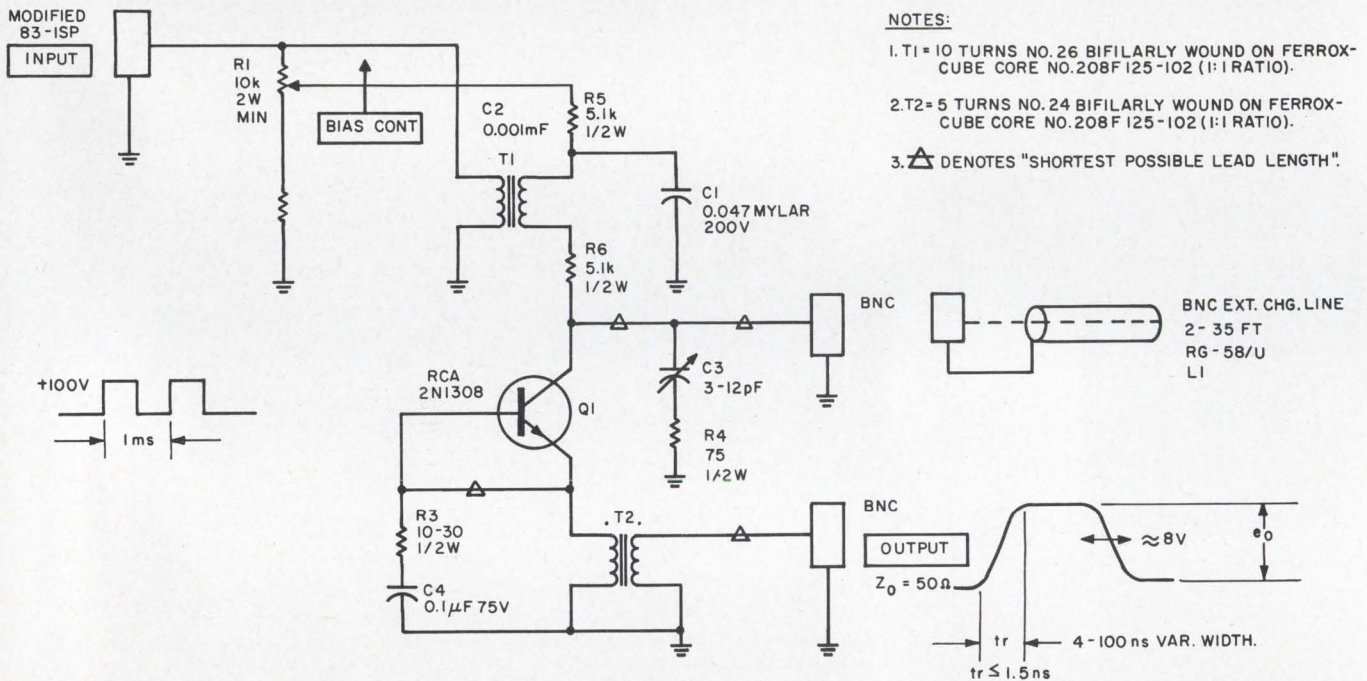 MODIFIED
83-ISP
INPUT
R1
10k
2W
MIN
BIAS CONT
C2
0.001mF
T1
R5
5.1k
1/2W
C1
0.047 MYLAR
200V
R6
5.1k
1/2W
NOTES:
1. T1 = 10 TURNS NO. 26 BIFILARLY WOUND ON FERROX-
CUBE CORE NO. 208F 125-102 (1:1 RATIO).
2. T2 = 5 TURNS NO. 24 BIFILARLY WOUND ON FERROX-
CUBE CORE NO. 208F 125-102 (1:1 RATIO).
3. DENOTES "SHORTEST POSSIBLE LEAD LENGTH".
BNC
BNC EXT. CHG. LINE
2-35 FT
RG-58/U
L1
+100V
1ms
RCA
2N1308
Q1
C3
3-12pF
R4
75
1/2W
R3
10-30
1/2W
C4
0.1μF 75V
.T2.
BNC
OUTPUT
Z₀ = 50Ω
≈8V
e₀
tr
4-100 ns VAR. WIDTH.
tr ≤ 1.5ns